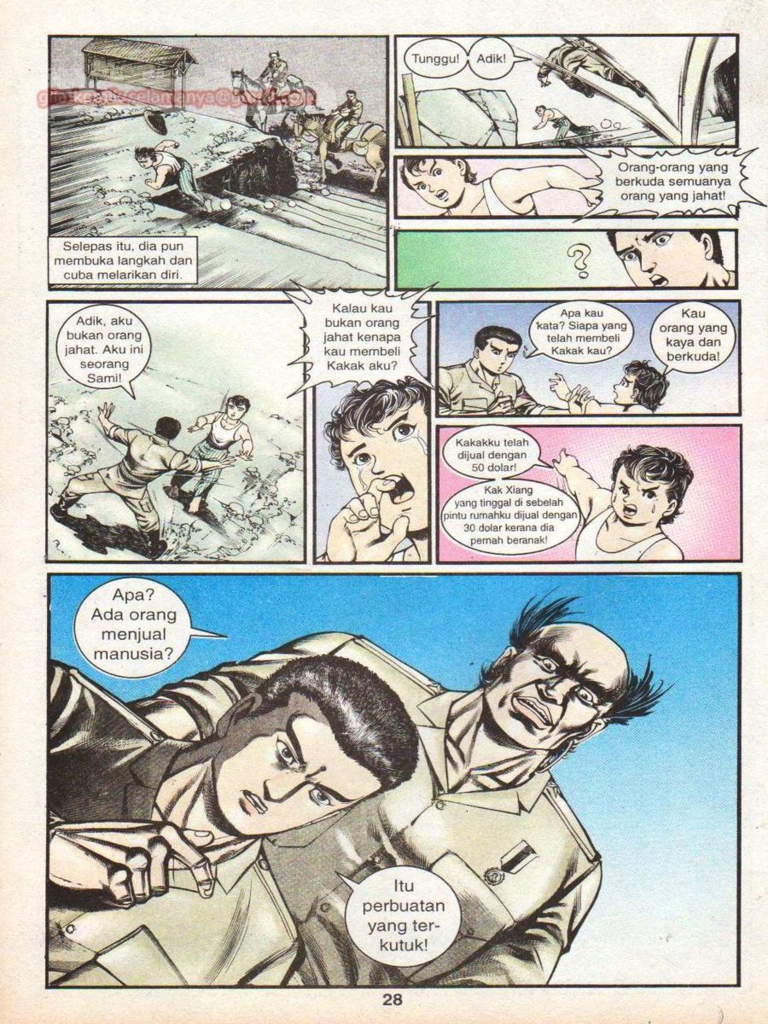 Selepas itu, dia pun
membuka langkah dan
cuba melarikan diri.
Tunggu!
Adik!
Orang-orang yang
berkuda semuanya
orang yang jahat!
?
Adik, aku
bukan orang
jahat. Aku ini
seorang
Sami!
Kalau kau
bukan orang
jahat kenapa
kau membeli
Kakak aku?
Apa kau
'kata? Siapa yang
telah membeli
Kakak kau?
Kau
orang yang
kaya dan
berkuda!
Kakakku telah
dijual dengan
50 dolar!
Kak Xiang
yang tinggal di sebelah
pintu rumahku dijual dengan
30 dolar kerana dia
pernah beranak!
Apa?
Ada orang
menjual
manusia?
Itu
perbuatan
yang ter-
kutuk!
28